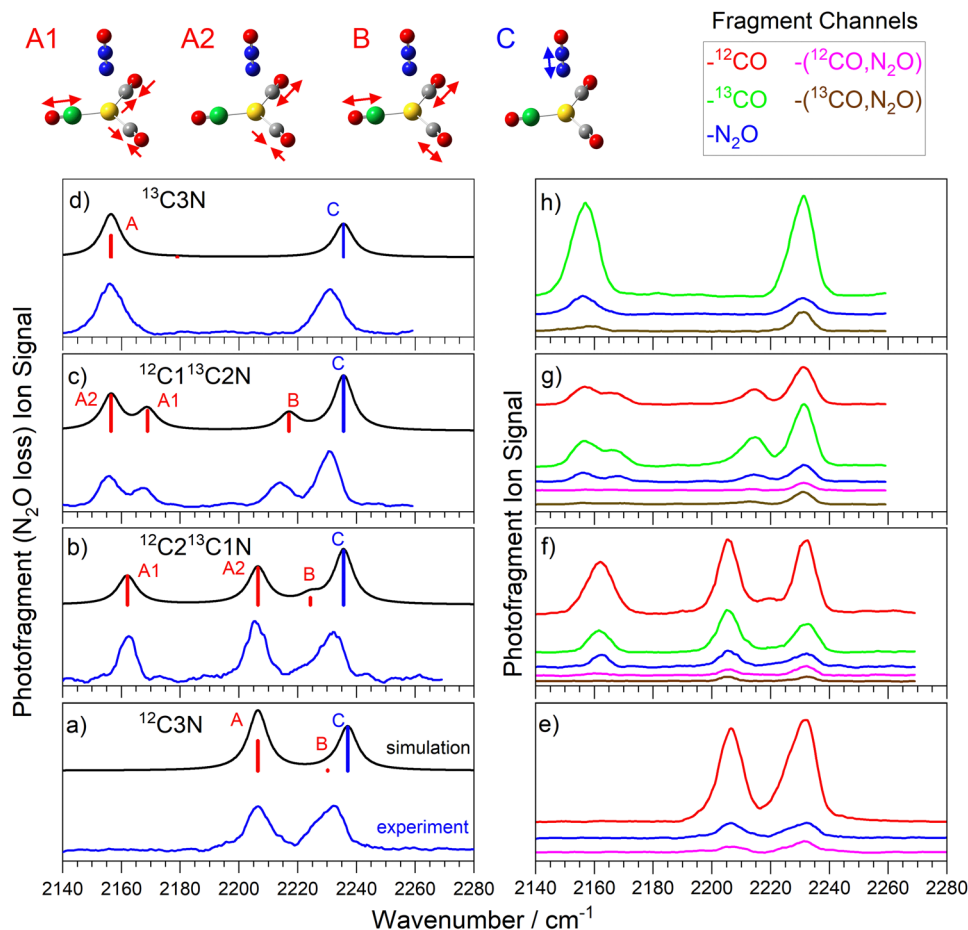 A1
A2
B
C
Fragment Channels
-¹²CO
-(¹²CO,N₂O)
-¹³CO
-(¹³CO,N₂O)
-N₂O
d)
¹³C3N
A
C
h)
c)
¹²C1¹³C2N
A2
A1
B
C
g)
b)
¹²C2¹³C1N
A1
A2
B
C
f)
a)
¹²C3N
A
B
C
simulation
experiment
e)
Photofragment (N₂O loss) Ion Signal
Photofragment Ion Signal
2140 2160 2180 2200 2220 2240 2260 2280
2140 2160 2180 2200 2220 2240 2260 2280
Wavenumber / cm⁻¹